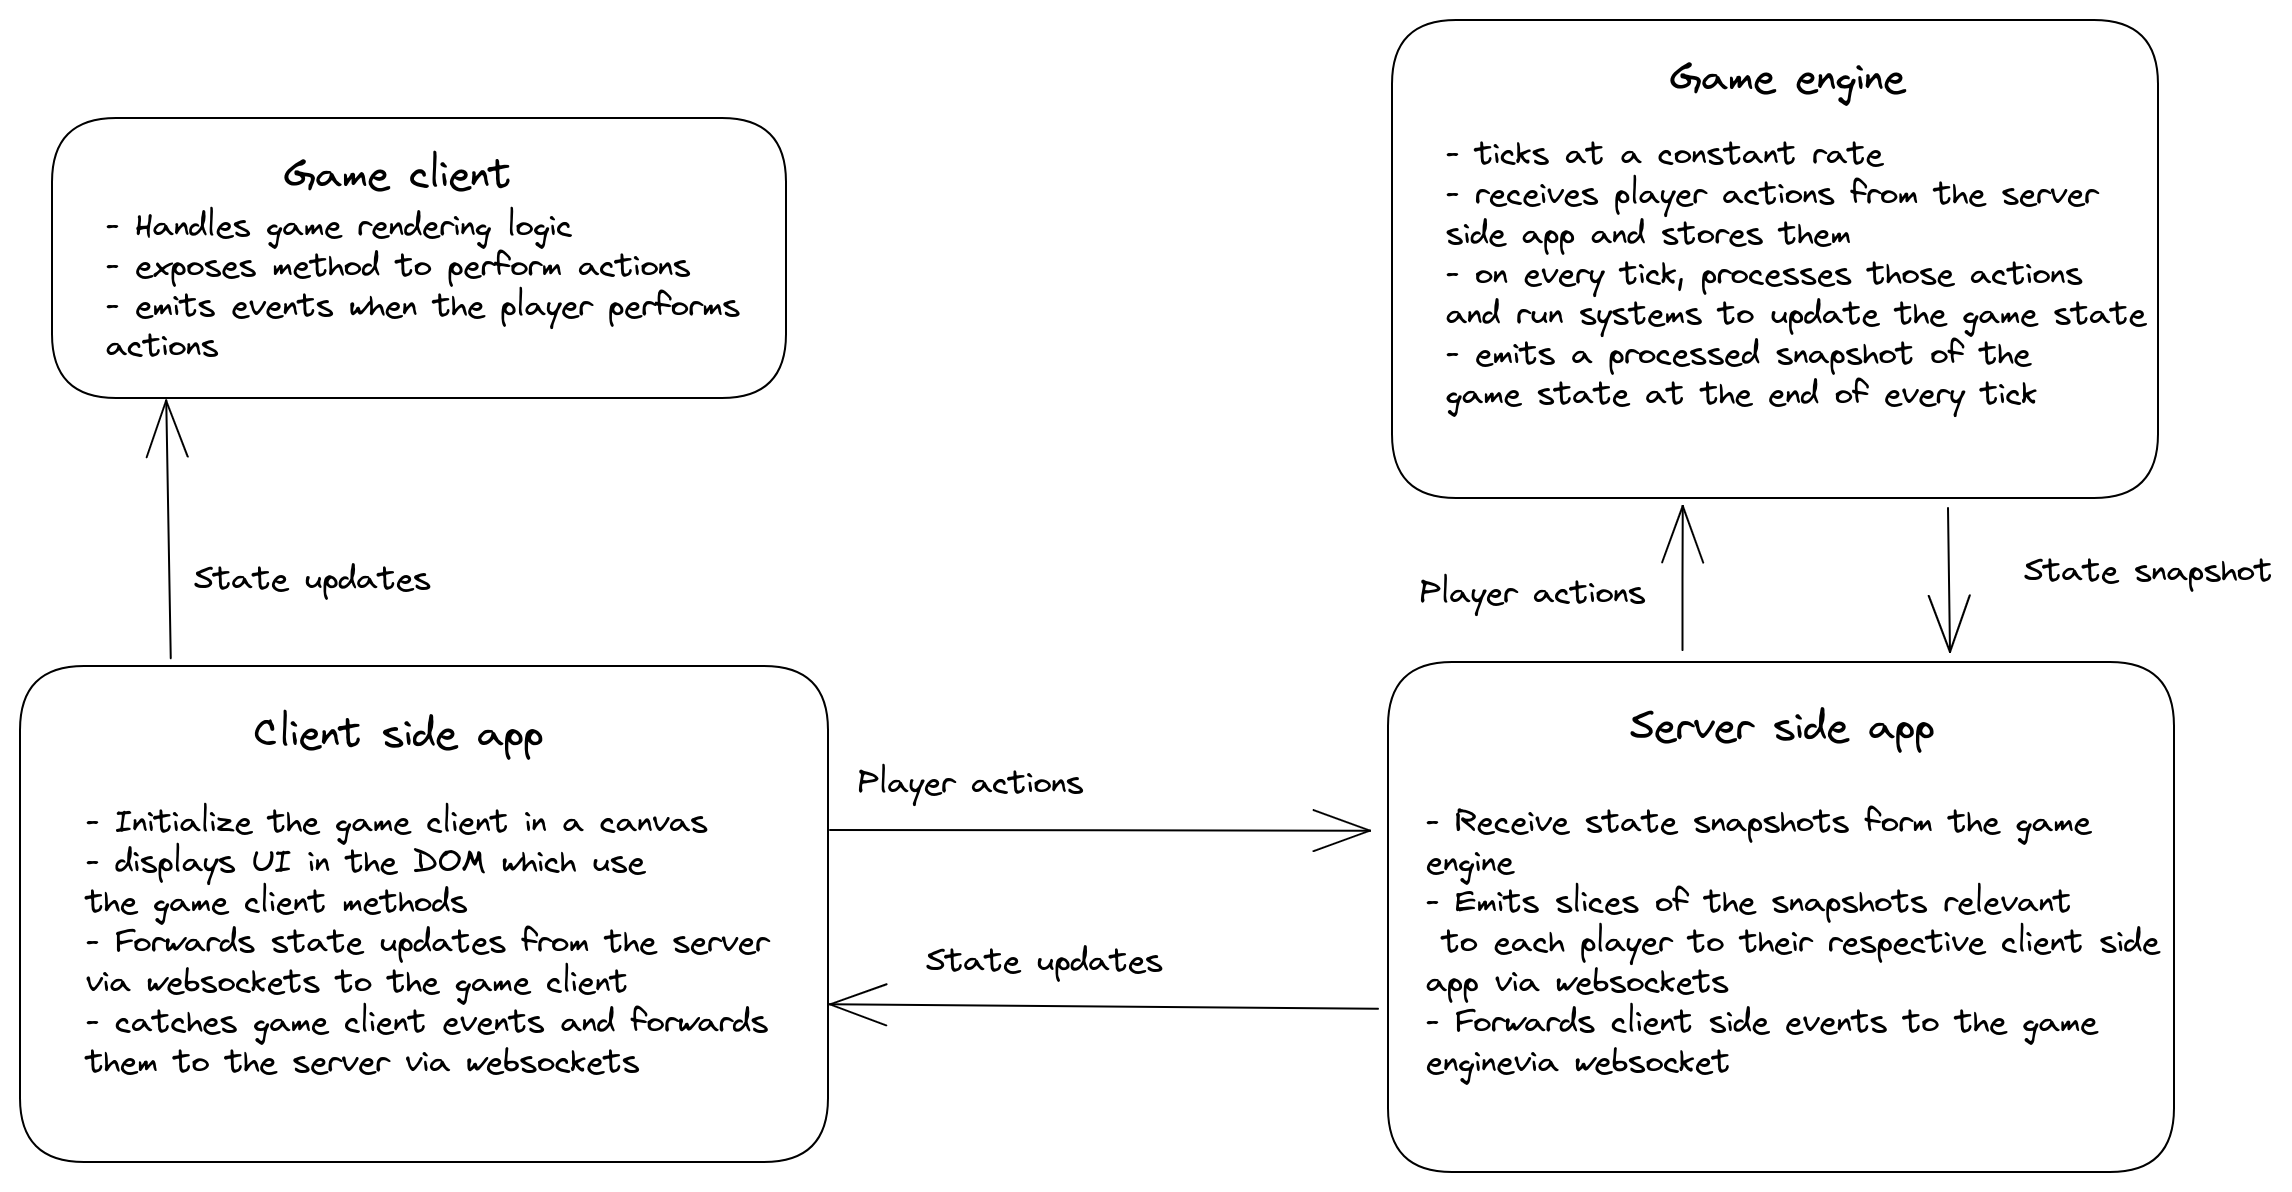 Game client
- Handles game rendering logic
- exposes method to perform actions
- emits events when the player performs
actions
Game engine
- ticks at a constant rate
- receives player actions from the server
side app and stores them
- on every tick, processes those actions
and run systems to update the game state
- emits a processed snapshot of the
game state at the end of every tick
State updates
Player actions
State snapshot
Client side app
- Initialize the game client in a canvas
- displays UI in the DOM which use
the game client methods
- Forwards state updates from the server
via websockets to the game client
- catches game client events and forwards
them to the server via websockets
Player actions
State updates
Server side app
- Receive state snapshots form the game
engine
- Emits slices of the snapshots relevant
to each player to their respective client side
app via websockets
- Forwards client side events to the game
enginevia websocket